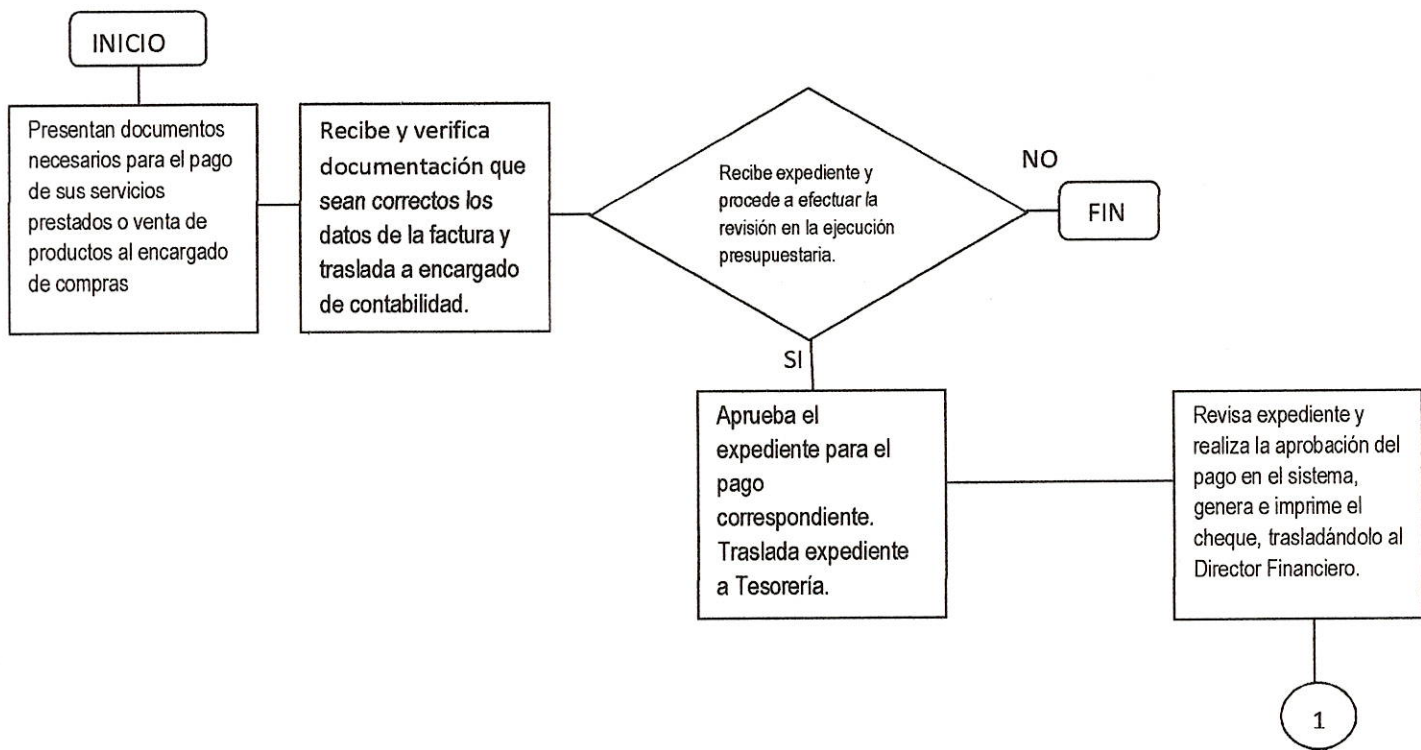 INICIO
Presentan documentos
necesarios para el pago
de sus servicios
prestados o venta de
productos al encargado
de compras
Recibe y verifica
documentación que
sean correctos los
datos de la factura y
traslada a encargado
de contabilidad.
Recibe expediente y
procede a efectuar la
revisión en la ejecución
presupuestaria.
NO
FIN
SI
Aprueba el
expediente para el
pago
correspondiente.
Traslada expediente
a Tesorería.
Revisa expediente y
realiza la aprobación del
pago en el sistema,
genera e imprime el
cheque, trasladándolo al
Director Financiero.
1